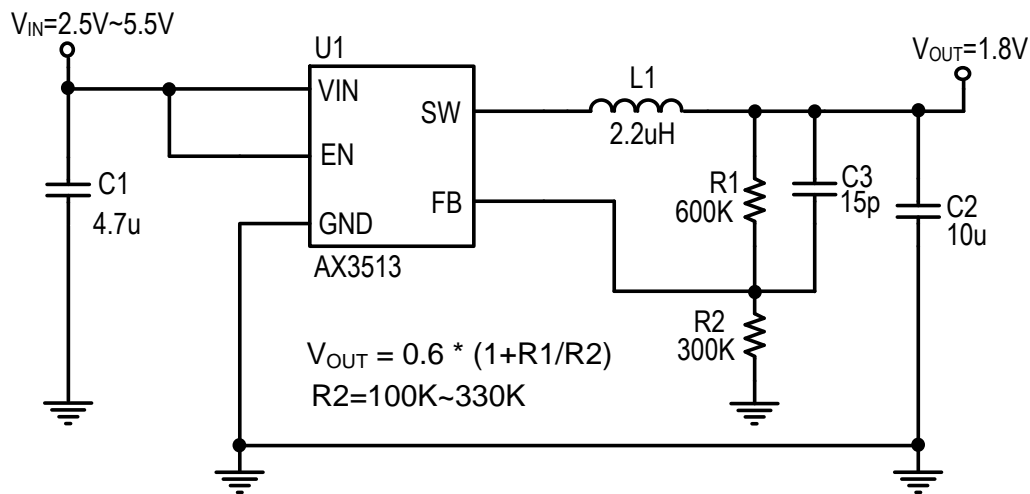 VIN=2.5V~5.5V
U1
VOUT=1.8V
VIN
L1
SW
2.2uH
EN
C1
4.7u
R1
600K
C3
15p
FB
C2
10u
GND
AX3513
R2
300K
VOUT = 0.6 * (1+R1/R2)
R2=100K~330K